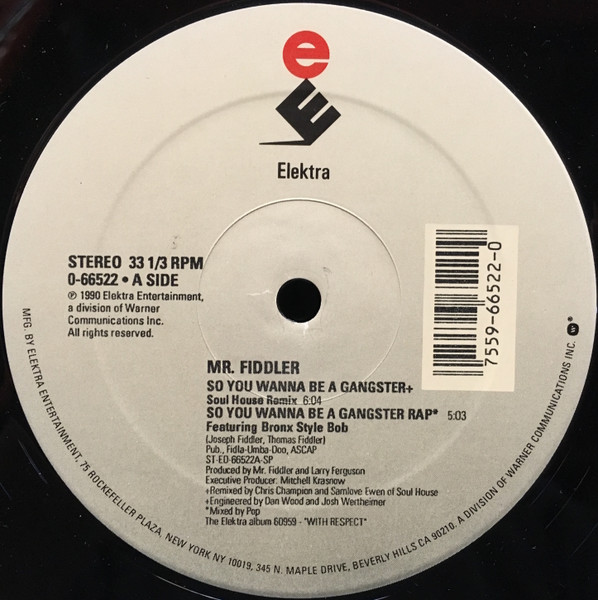 e
E
Elektra
STEREO 33 1/3 RPM
0-66522 • A SIDE
℗ 1990 Elektra Entertainment,
a division of Warner
Communications Inc.
All rights reserved.
7559-66522-0
MR. FIDDLER
SO YOU WANNA BE A GANGSTER+
Soul House Remix 6:04
SO YOU WANNA BE A GANGSTER RAP* 5:03
Featuring Bronx Style Bob
(Joseph Fiddler, Thomas Fiddler)
Pub., Fidla-Umba-Doo, ASCAP
ST-ED-66522A-SP
Produced by Mr. Fiddler and Larry Ferguson
Executive Producer: Mitchell Krasnow
+Remixed by Chris Champion and Samlove Ewen of Soul House
+Engineered by Dan Wood and Josh Wertheimer
*Mixed by Pop
The Elektra album 60959 - "WITH RESPECT"
MFG. BY ELEKTRA ENTERTAINMENT, 75 ROCKEFELLER PLAZA, NEW YORK NY 10019, 345 N. MAPLE DRIVE, BEVERLY HILLS CA 90210. A DIVISION OF WARNER COMMUNICATIONS INC.